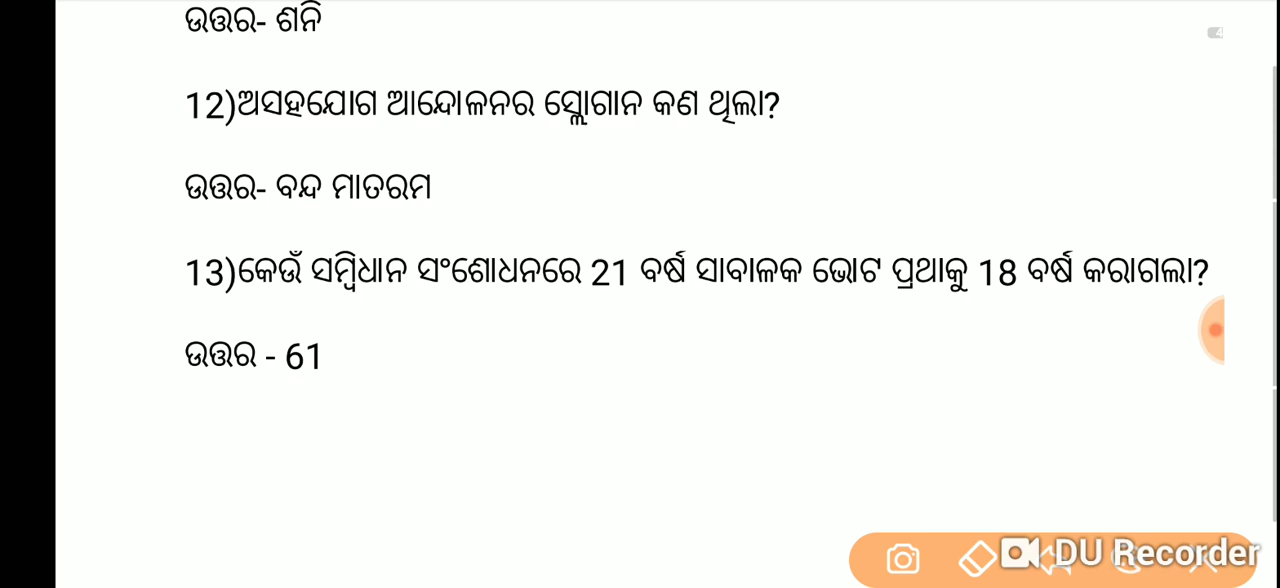 ଉତ୍ତର- ଶନି
12)ଅସହଯୋଗ ଆନ୍ଦୋଳନର ସ୍ଲୋଗାନ କଣ ଥିଲା?
ଉତ୍ତର- ବନ୍ଦ ମାତରମ
13)କେଉଁ ସମ୍ବିଧାନ ସଂଶୋଧନରେ 21 ବର୍ଷ ସାବାଳକ ଭୋଟ ପ୍ରଥାକୁ 18 ବର୍ଷ କରାଗଲା?
ଉତ୍ତର - 61
DU Recorder